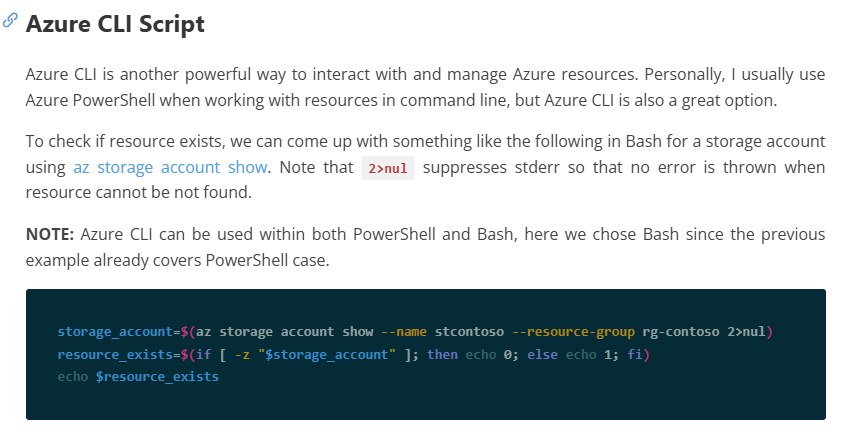 Azure CLI Script
Azure CLI is another powerful way to interact with and manage Azure resources. Personally, I usually use
Azure PowerShell when working with resources in command line, but Azure CLI is also a great option.
To check if resource exists, we can come up with something like the following in Bash for a storage account
using az storage account show. Note that 2>nul suppresses stderr so that no error is thrown when
resource cannot be not found.
NOTE: Azure CLI can be used within both PowerShell and Bash, here we chose Bash since the previous
example already covers PowerShell case.
storage_account=$(az storage account show --name stcontoso --resource-group rg-contoso 2>nul)
resource_exists=$(if [ -z "$storage_account" ]; then echo 0; else echo 1; fi)
echo $resource_exists